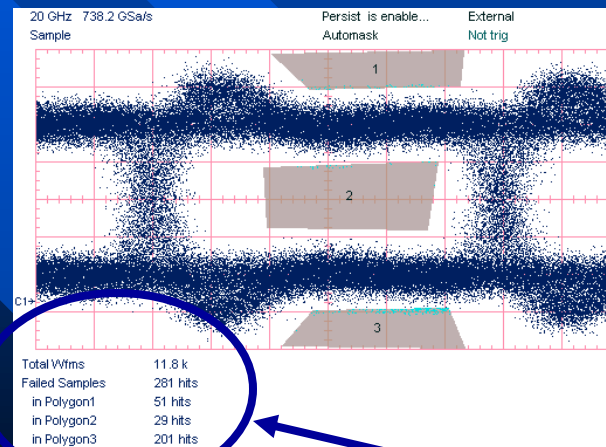 20 GHz 738.2 GSa/s Persist is enable... External
Sample Automask Not trig
1
2
C1→
3
Total Wfms 11.8 k
Failed Samples 281 hits
in Polygon1 51 hits
in Polygon2 29 hits
in Polygon3 201 hits